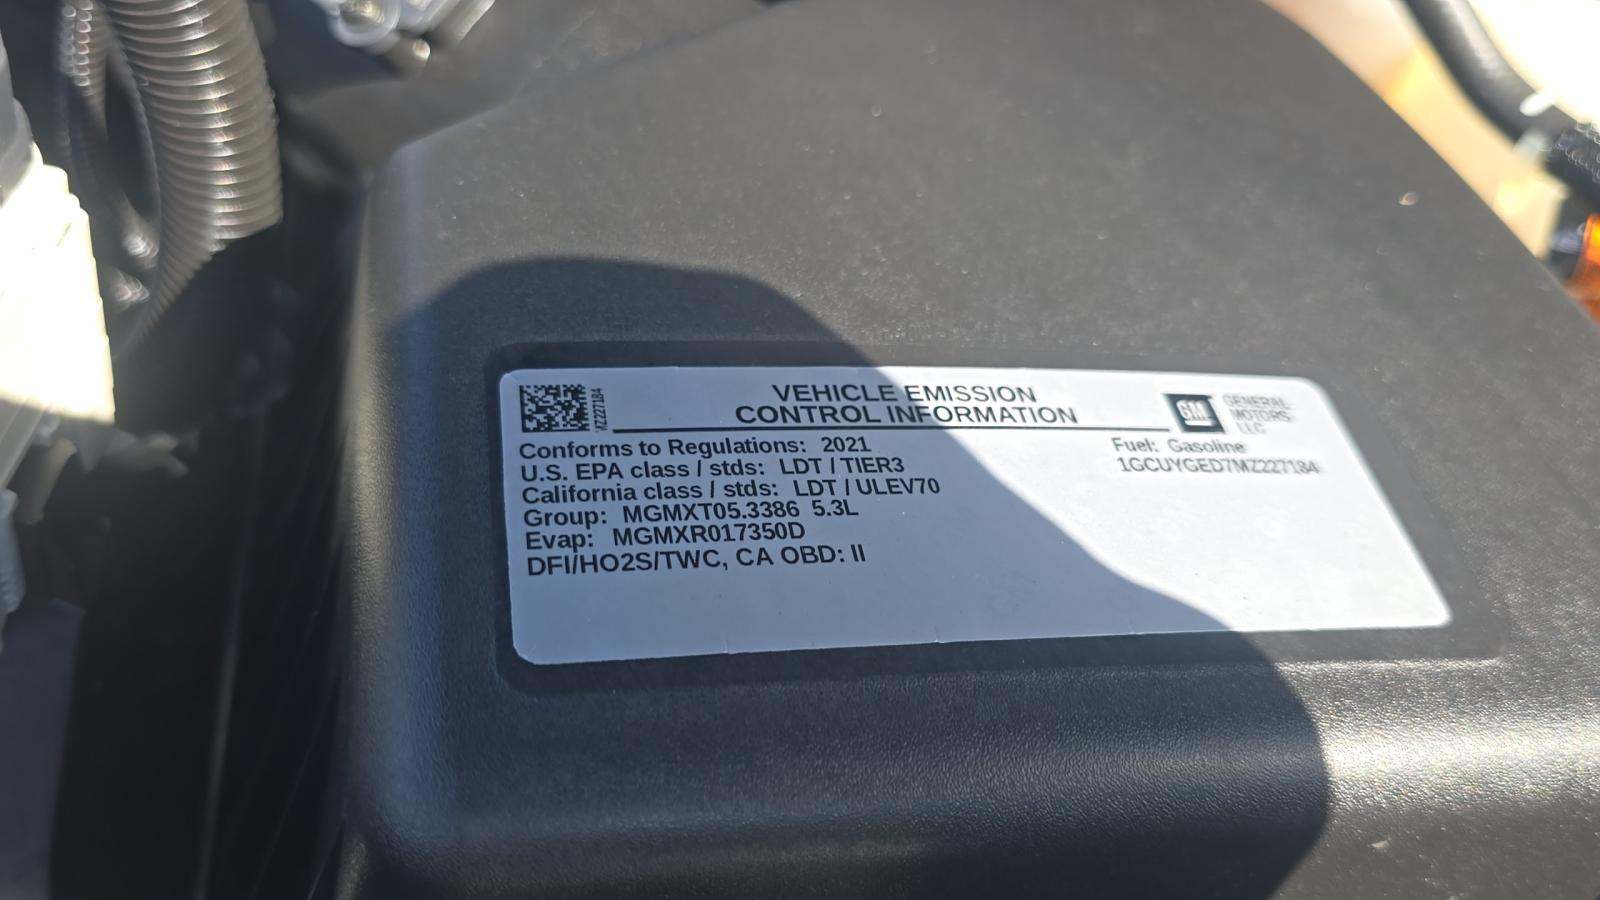 MZ227184
VEHICLE EMISSION
CONTROL INFORMATION
GM
GENERAL
MOTORS
LLC
Conforms to Regulations: 2021
U.S. EPA class / stds: LDT / TIER3
California class / stds: LDT / ULEV70
Group: MGMXT05.3386 5.3L
Evap: MGMXR017350D
DFI/HO2S/TWC, CA OBD: II
Fuel: Gasoline
1GCUYGED7MZ227184